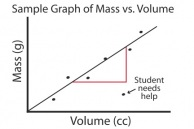 Sample Graph of Mass vs. Volume
Mass (g)
Student
needs
help
Volume (cc)